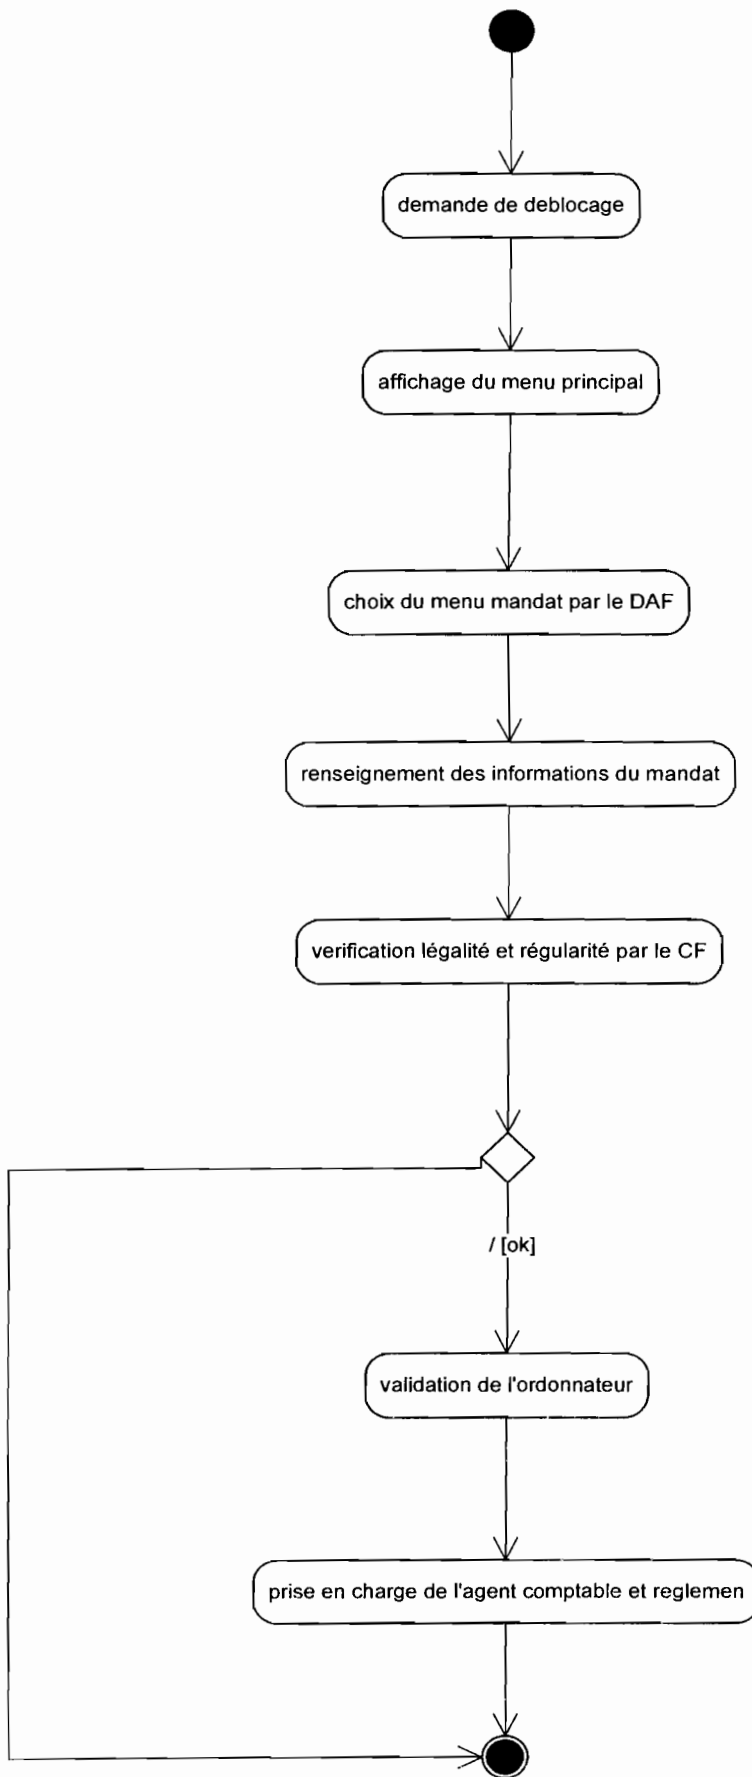 demande de deblocage
affichage du menu principal
choix du menu mandat par le DAF
renseignement des informations du mandat
verification légalité et régularité par le CF
/ [ok]
validation de l'ordonnateur
prise en charge de l'agent comptable et reglemen